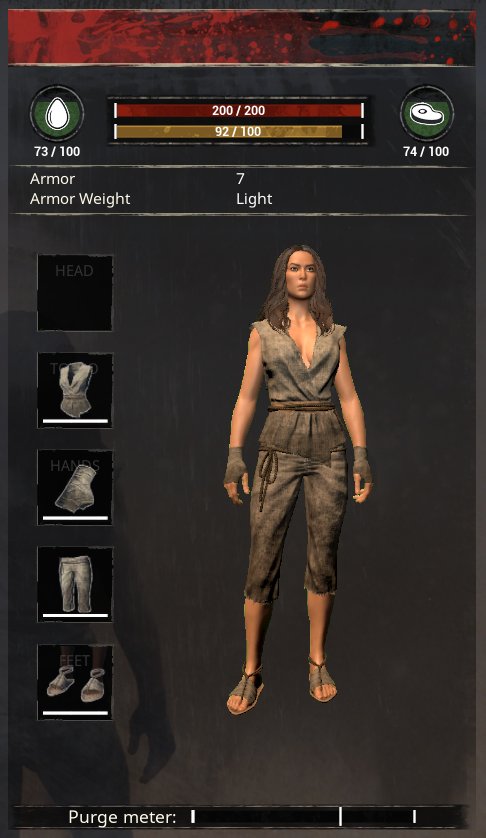 200 / 200
92 / 100
73 / 100
74 / 100
Armor 7
Armor Weight Light
HEAD
HANDS
FEET
Purge meter: